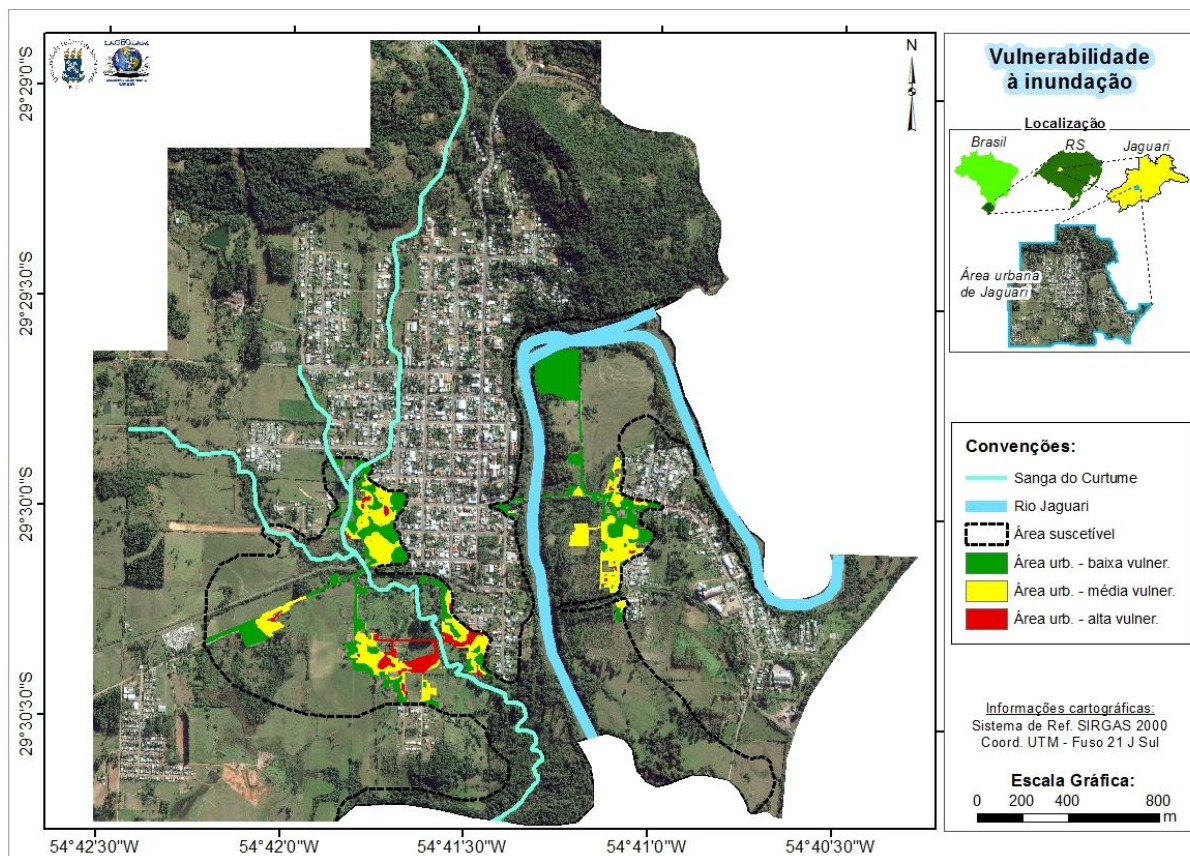 Vulnerabilidade
à inundação
Localização
Brasil
RS
Jaguari
Área urbana
de Jaguari
Convenções:
Sanga do Curtume
Rio Jaguari
Área suscetível
Área urb. - baixa vulner.
Área urb. - média vulner.
Área urb. - alta vulner.
Informações cartográficas:
Sistema de Ref. SIRGAS 2000
Coord. UTM - Fuso 21 J Sul
Escala Gráfica:
0 200 400 800
m
N
S
LAGEOLAM
29°29'0"S
29°29'30"S
29°30'0"S
29°30'30"S
54°42'30"W 54°42'0"W 54°41'30"W 54°41'0"W 54°40'30"W